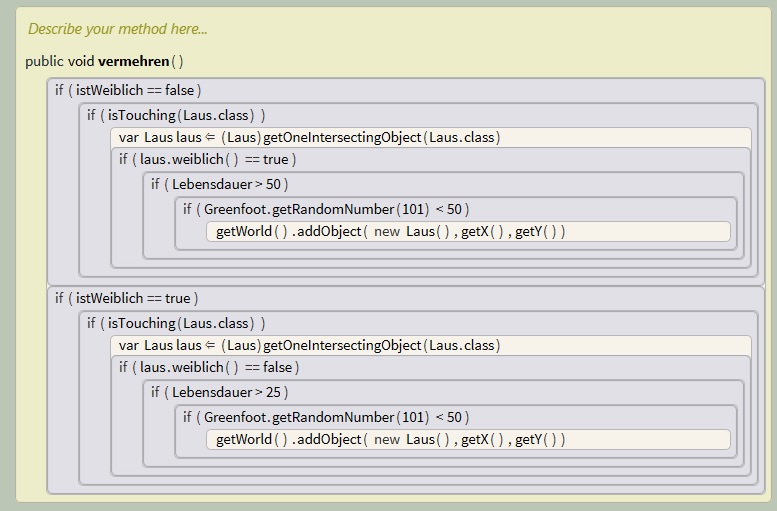 Describe your method here...
public void vermehren()
if ( istWeiblich == false )
if ( isTouching(Laus.class) )
var Laus laus ⇐ (Laus)getOneIntersectingObject(Laus.class)
if ( laus.weiblich() == true )
if ( Lebensdauer > 50 )
if ( Greenfoot.getRandomNumber(101) < 50 )
getWorld().addObject( new Laus(), getX(), getY())
if ( istWeiblich == true )
if ( isTouching(Laus.class) )
var Laus laus ⇐ (Laus)getOneIntersectingObject(Laus.class)
if ( laus.weiblich() == false )
if ( Lebensdauer > 25 )
if ( Greenfoot.getRandomNumber(101) < 50 )
getWorld().addObject( new Laus(), getX(), getY())